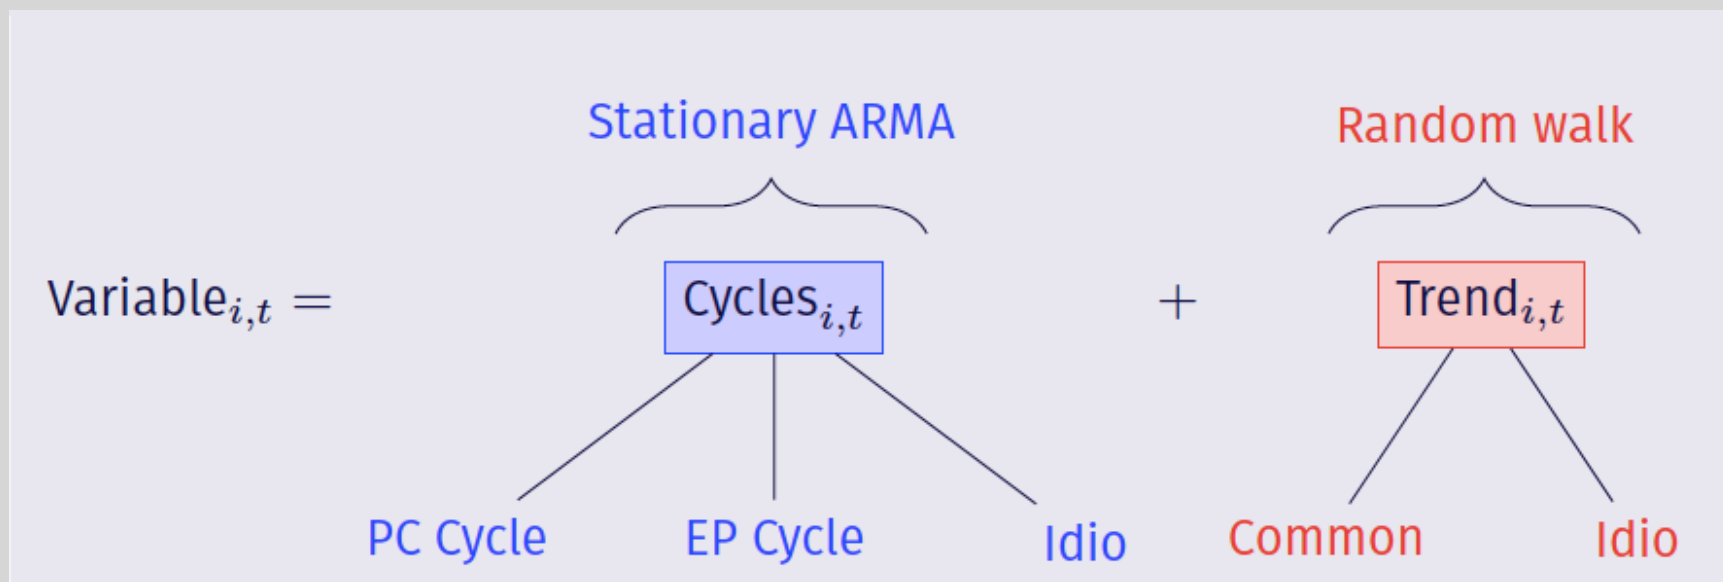 Stationary ARMA Random walk
Variable_{i,t} = Cycles_{i,t} + Trend_{i,t}
PC Cycle EP Cycle Idio Common Idio